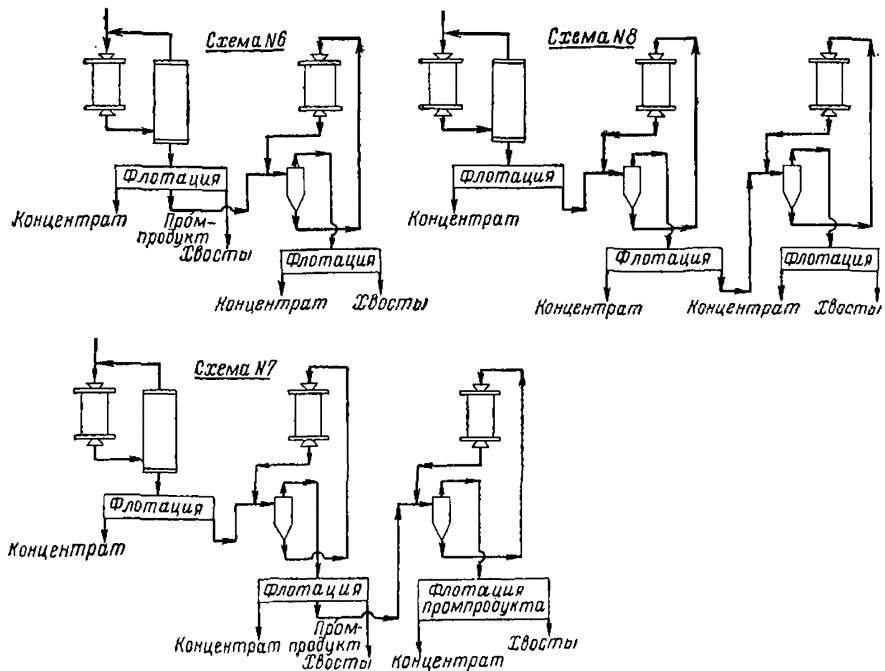 Схема N6
Флотация
Концентрат
Пром-
продукт
Хвосты
Флотация
Концентрат
Хвосты
Схема N8
Флотация
Концентрат
Флотация
Концентрат
Флотация
Концентрат
Хвосты
Схема N7
Флотация
Концентрат
Флотация
Концентрат
Пром-
продукт
Хвосты
Флотация
промпродукта
Концентрат
Хвосты